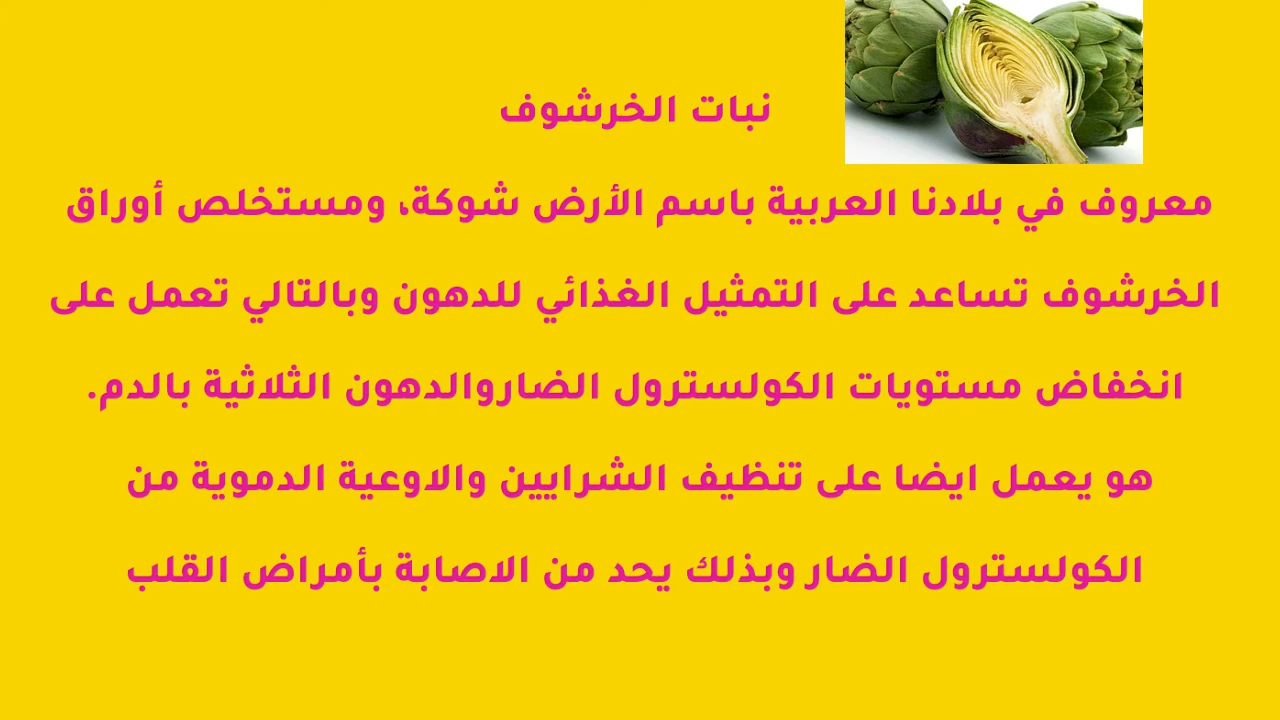 نبات الخرشوف
معروف في بلادنا العربية باسم الأرض شوكة، ومستخلص أوراق
الخرشوف تساعد على التمثيل الغذائي للدهون وبالتالي تعمل على
انخفاض مستويات الكولسترول الضاروالدهون الثلاثية بالدم.
هو يعمل ايضا على تنظيف الشرايين والاوعية الدموية من
الكولسترول الضار وبذلك يحد من الاصابة بأمراض القلب